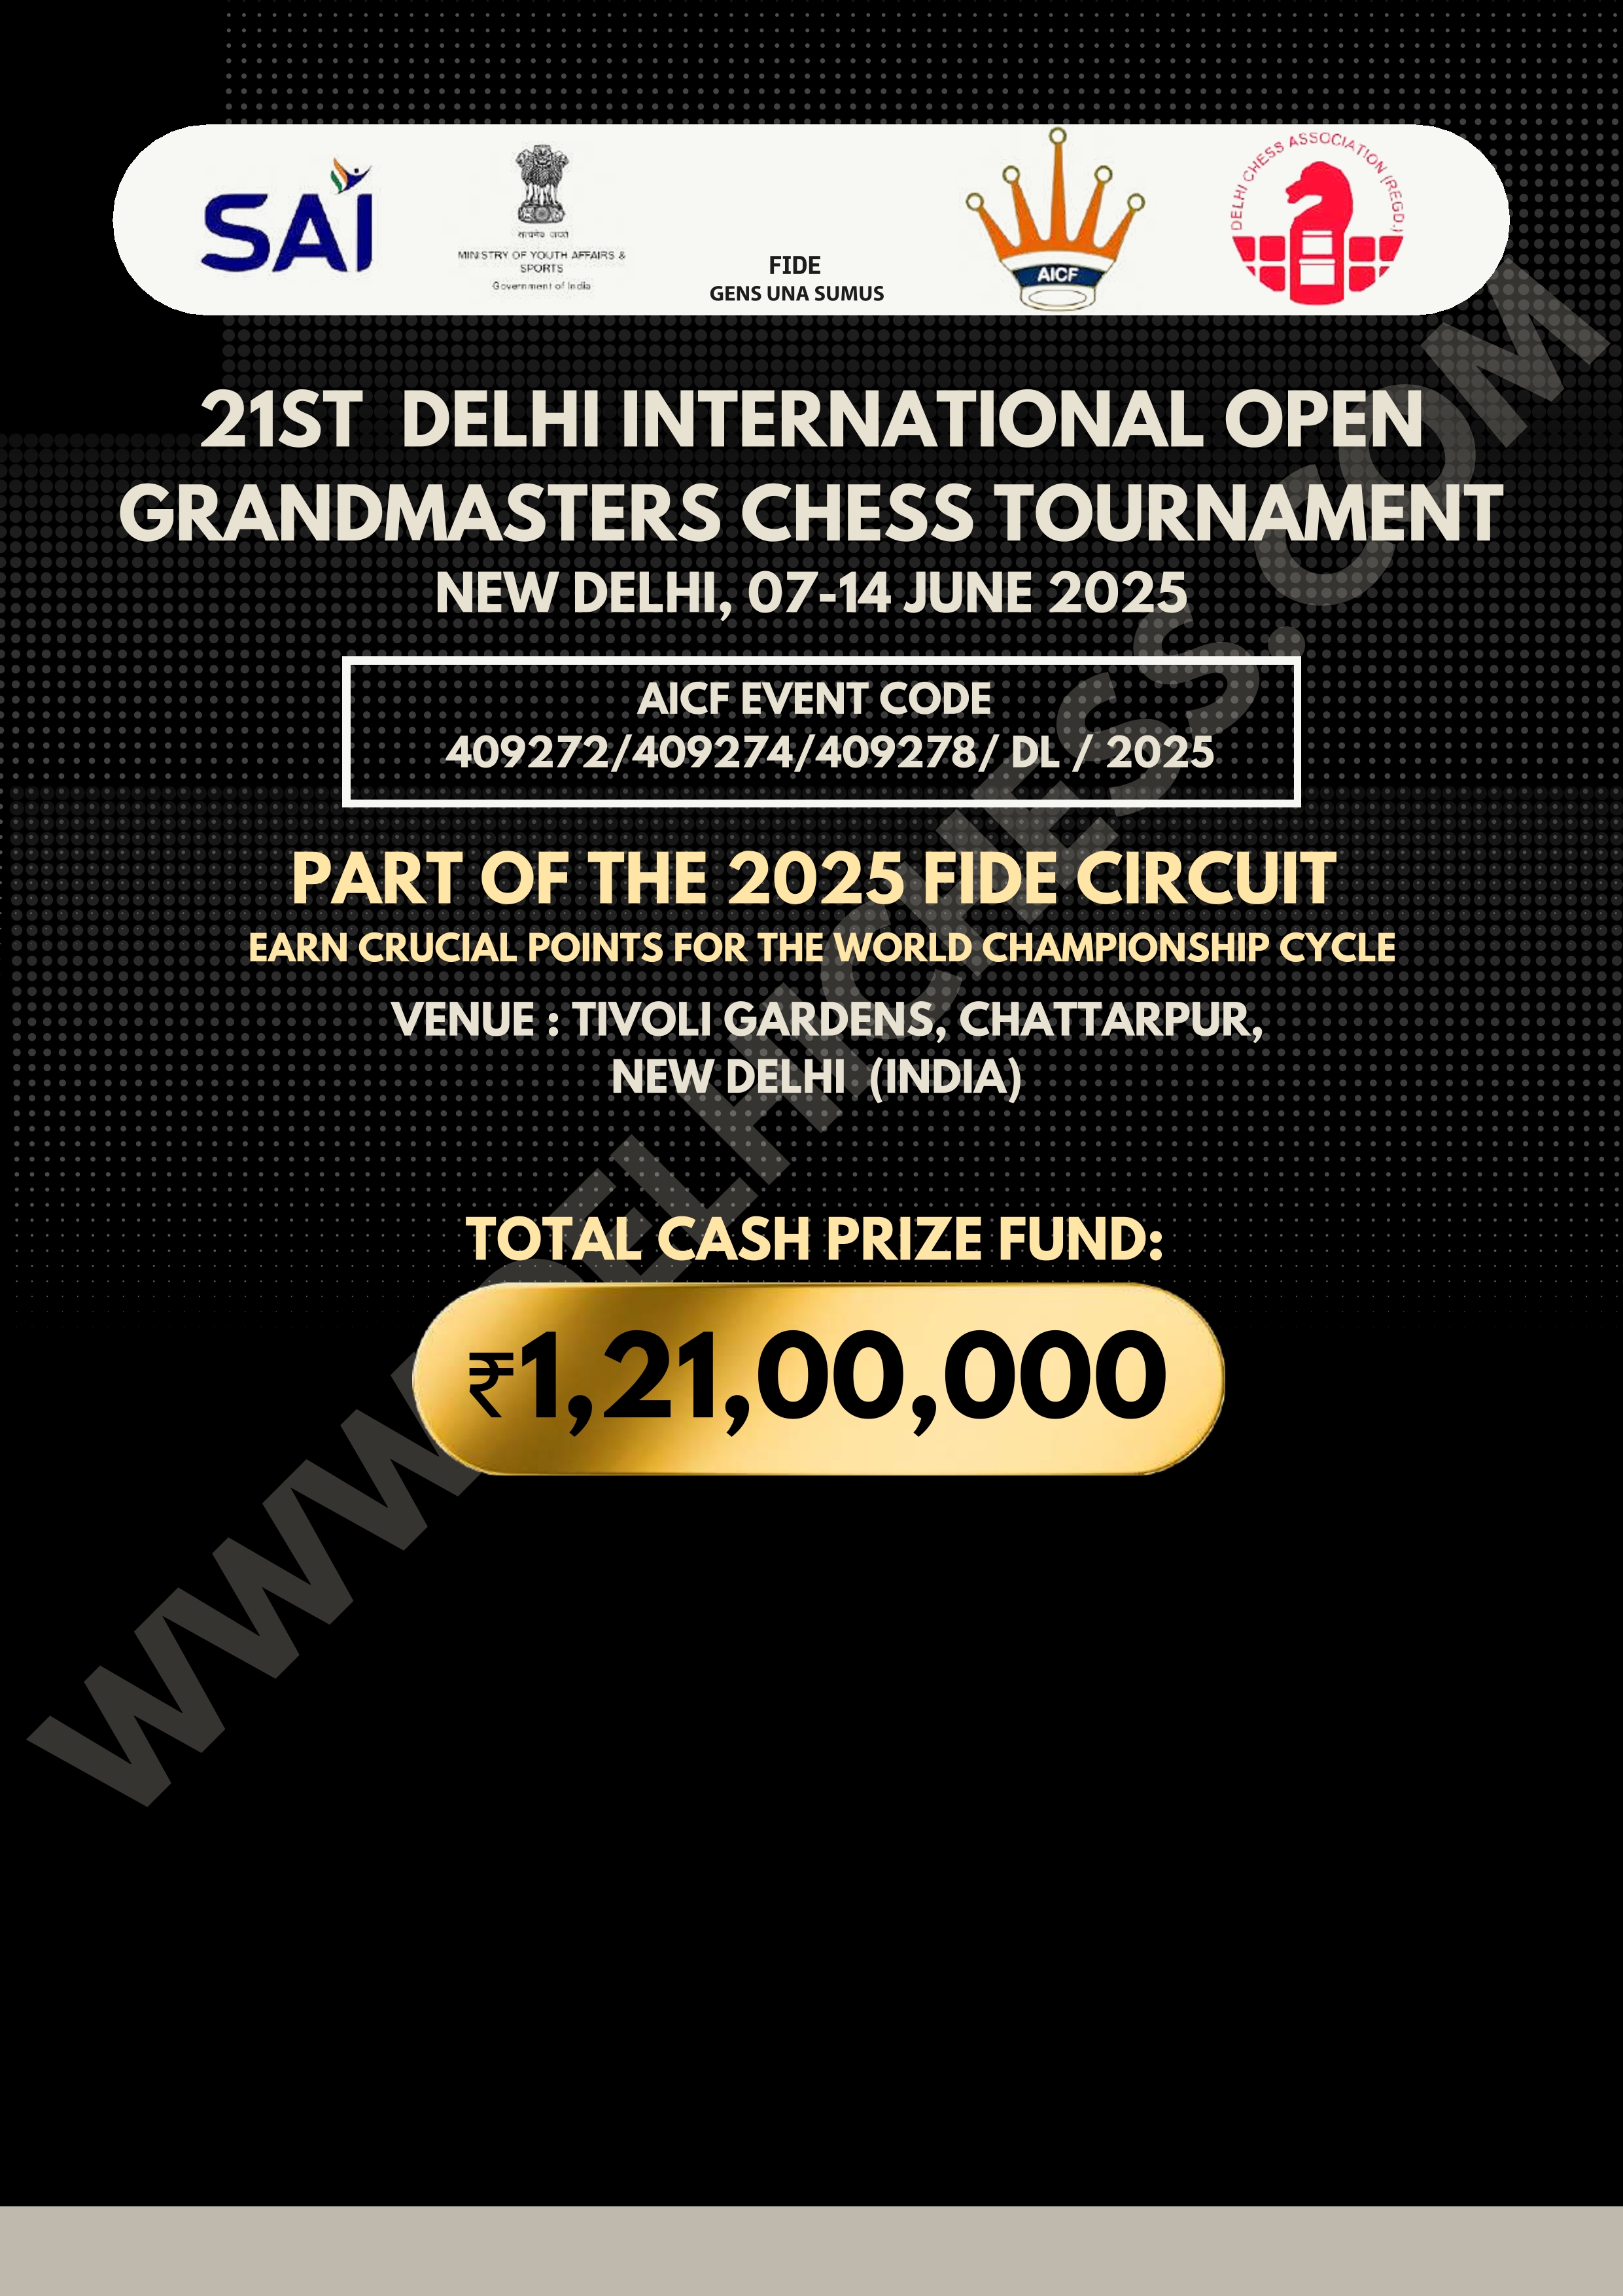 SAI
सत्यमेव जयते
MINISTRY OF YOUTH AFFAIRS &
SPORTS
Government of India
FIDE
GENS UNA SUMUS
AICF
DELHI CHESS ASSOCIATION (REGD.)
21ST DELHI INTERNATIONAL OPEN
GRANDMASTERS CHESS TOURNAMENT
NEW DELHI, 07-14 JUNE 2025
AICF EVENT CODE
409272/409274/409278/ DL / 2025
PART OF THE 2025 FIDE CIRCUIT
EARN CRUCIAL POINTS FOR THE WORLD CHAMPIONSHIP CYCLE
VENUE : TIVOLI GARDENS, CHATTARPUR,
NEW DELHI (INDIA)
TOTAL CASH PRIZE FUND:
₹1,21,00,000
WWW.DELHICHESS.COM